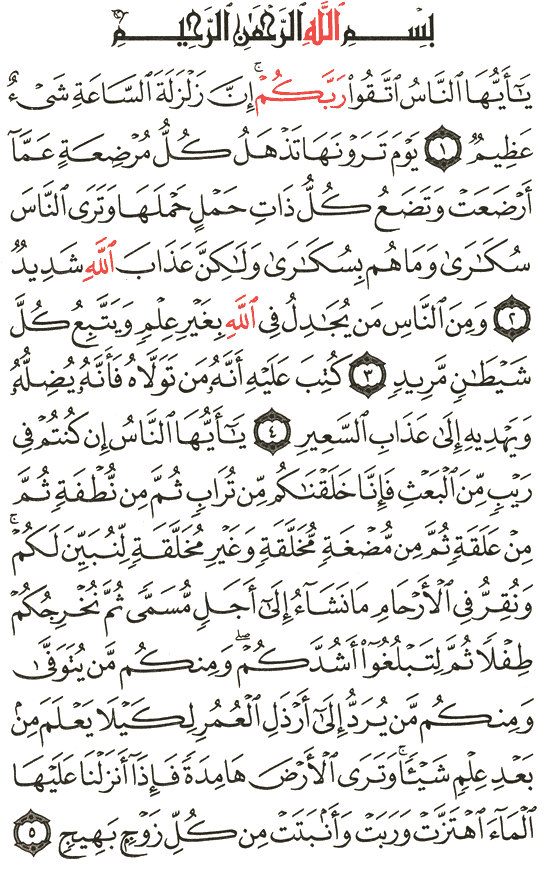 بِسْمِ ٱللَّهِ ٱلرَّحْمَٰنِ ٱلرَّحِيمِ
يَٰٓأَيُّهَا ٱلنَّاسُ ٱتَّقُوا۟ رَبَّكُمْ ۚ إِنَّ زَلْزَلَةَ ٱلسَّاعَةِ شَىْءٌ
عَظِيمٌ ١ يَوْمَ تَرَوْنَهَا تَذْهَلُ كُلُّ مُرْضِعَةٍ عَمَّآ
أَرْضَعَتْ وَتَضَعُ كُلُّ ذَاتِ حَمْلٍ حَمْلَهَا وَتَرَى ٱلنَّاسَ
سُكَٰرَىٰ وَمَا هُم بِسُكَٰرَىٰ وَلَٰكِنَّ عَذَابَ ٱللَّهِ شَدِيدٌ
٢ وَمِنَ ٱلنَّاسِ مَن يُجَٰدِلُ فِى ٱللَّهِ بِغَيْرِ عِلْمٍ وَيَتَّبِعُ كُلَّ
شَيْطَٰنٍ مَّرِيدٍ ٣ كُتِبَ عَلَيْهِ أَنَّهُۥ مَن تَوَلَّاهُ فَأَنَّهُۥ يُضِلُّهُۥ
وَيَهْدِيهِ إِلَىٰ عَذَابِ ٱلسَّعِيرِ ٤ يَٰٓأَيُّهَا ٱلنَّاسُ إِن كُنتُمْ فِى
رَيْبٍ مِّنَ ٱلْبَعْثِ فَإِنَّا خَلَقْنَٰكُم مِّن تُرَابٍ ثُمَّ مِن نُّطْفَةٍ ثُمَّ
مِنْ عَلَقَةٍ ثُمَّ مِن مُّضْغَةٍ مُّخَلَّقَةٍ وَغَيْرِ مُخَلَّقَةٍ لِّنُبَيِّنَ لَكُمْ ۚ
وَنُقِرُّ فِى ٱلْأَرْحَامِ مَا نَشَآءُ إِلَىٰٓ أَجَلٍ مُّسَمًّى ثُمَّ نُخْرِجُكُمْ
طِفْلًا ثُمَّ لِتَبْلُغُوٓا۟ أَشُدَّكُمْ ۖ وَمِنكُم مَّن يُتَوَفَّىٰ
وَمِنكُم مَّن يُرَدُّ إِلَىٰٓ أَرْذَلِ ٱلْعُمُرِ لِكَيْلَا يَعْلَمَ مِنۢ
بَعْدِ عِلْمٍ شَيْـًٔا ۚ وَتَرَى ٱلْأَرْضَ هَامِدَةً فَإِذَآ أَنزَلْنَا عَلَيْهَا
ٱلْمَآءَ ٱهْتَزَّتْ وَرَبَتْ وَأَنۢبَتَتْ مِن كُلِّ زَوْجٍۭ بَهِيجٍ ٥